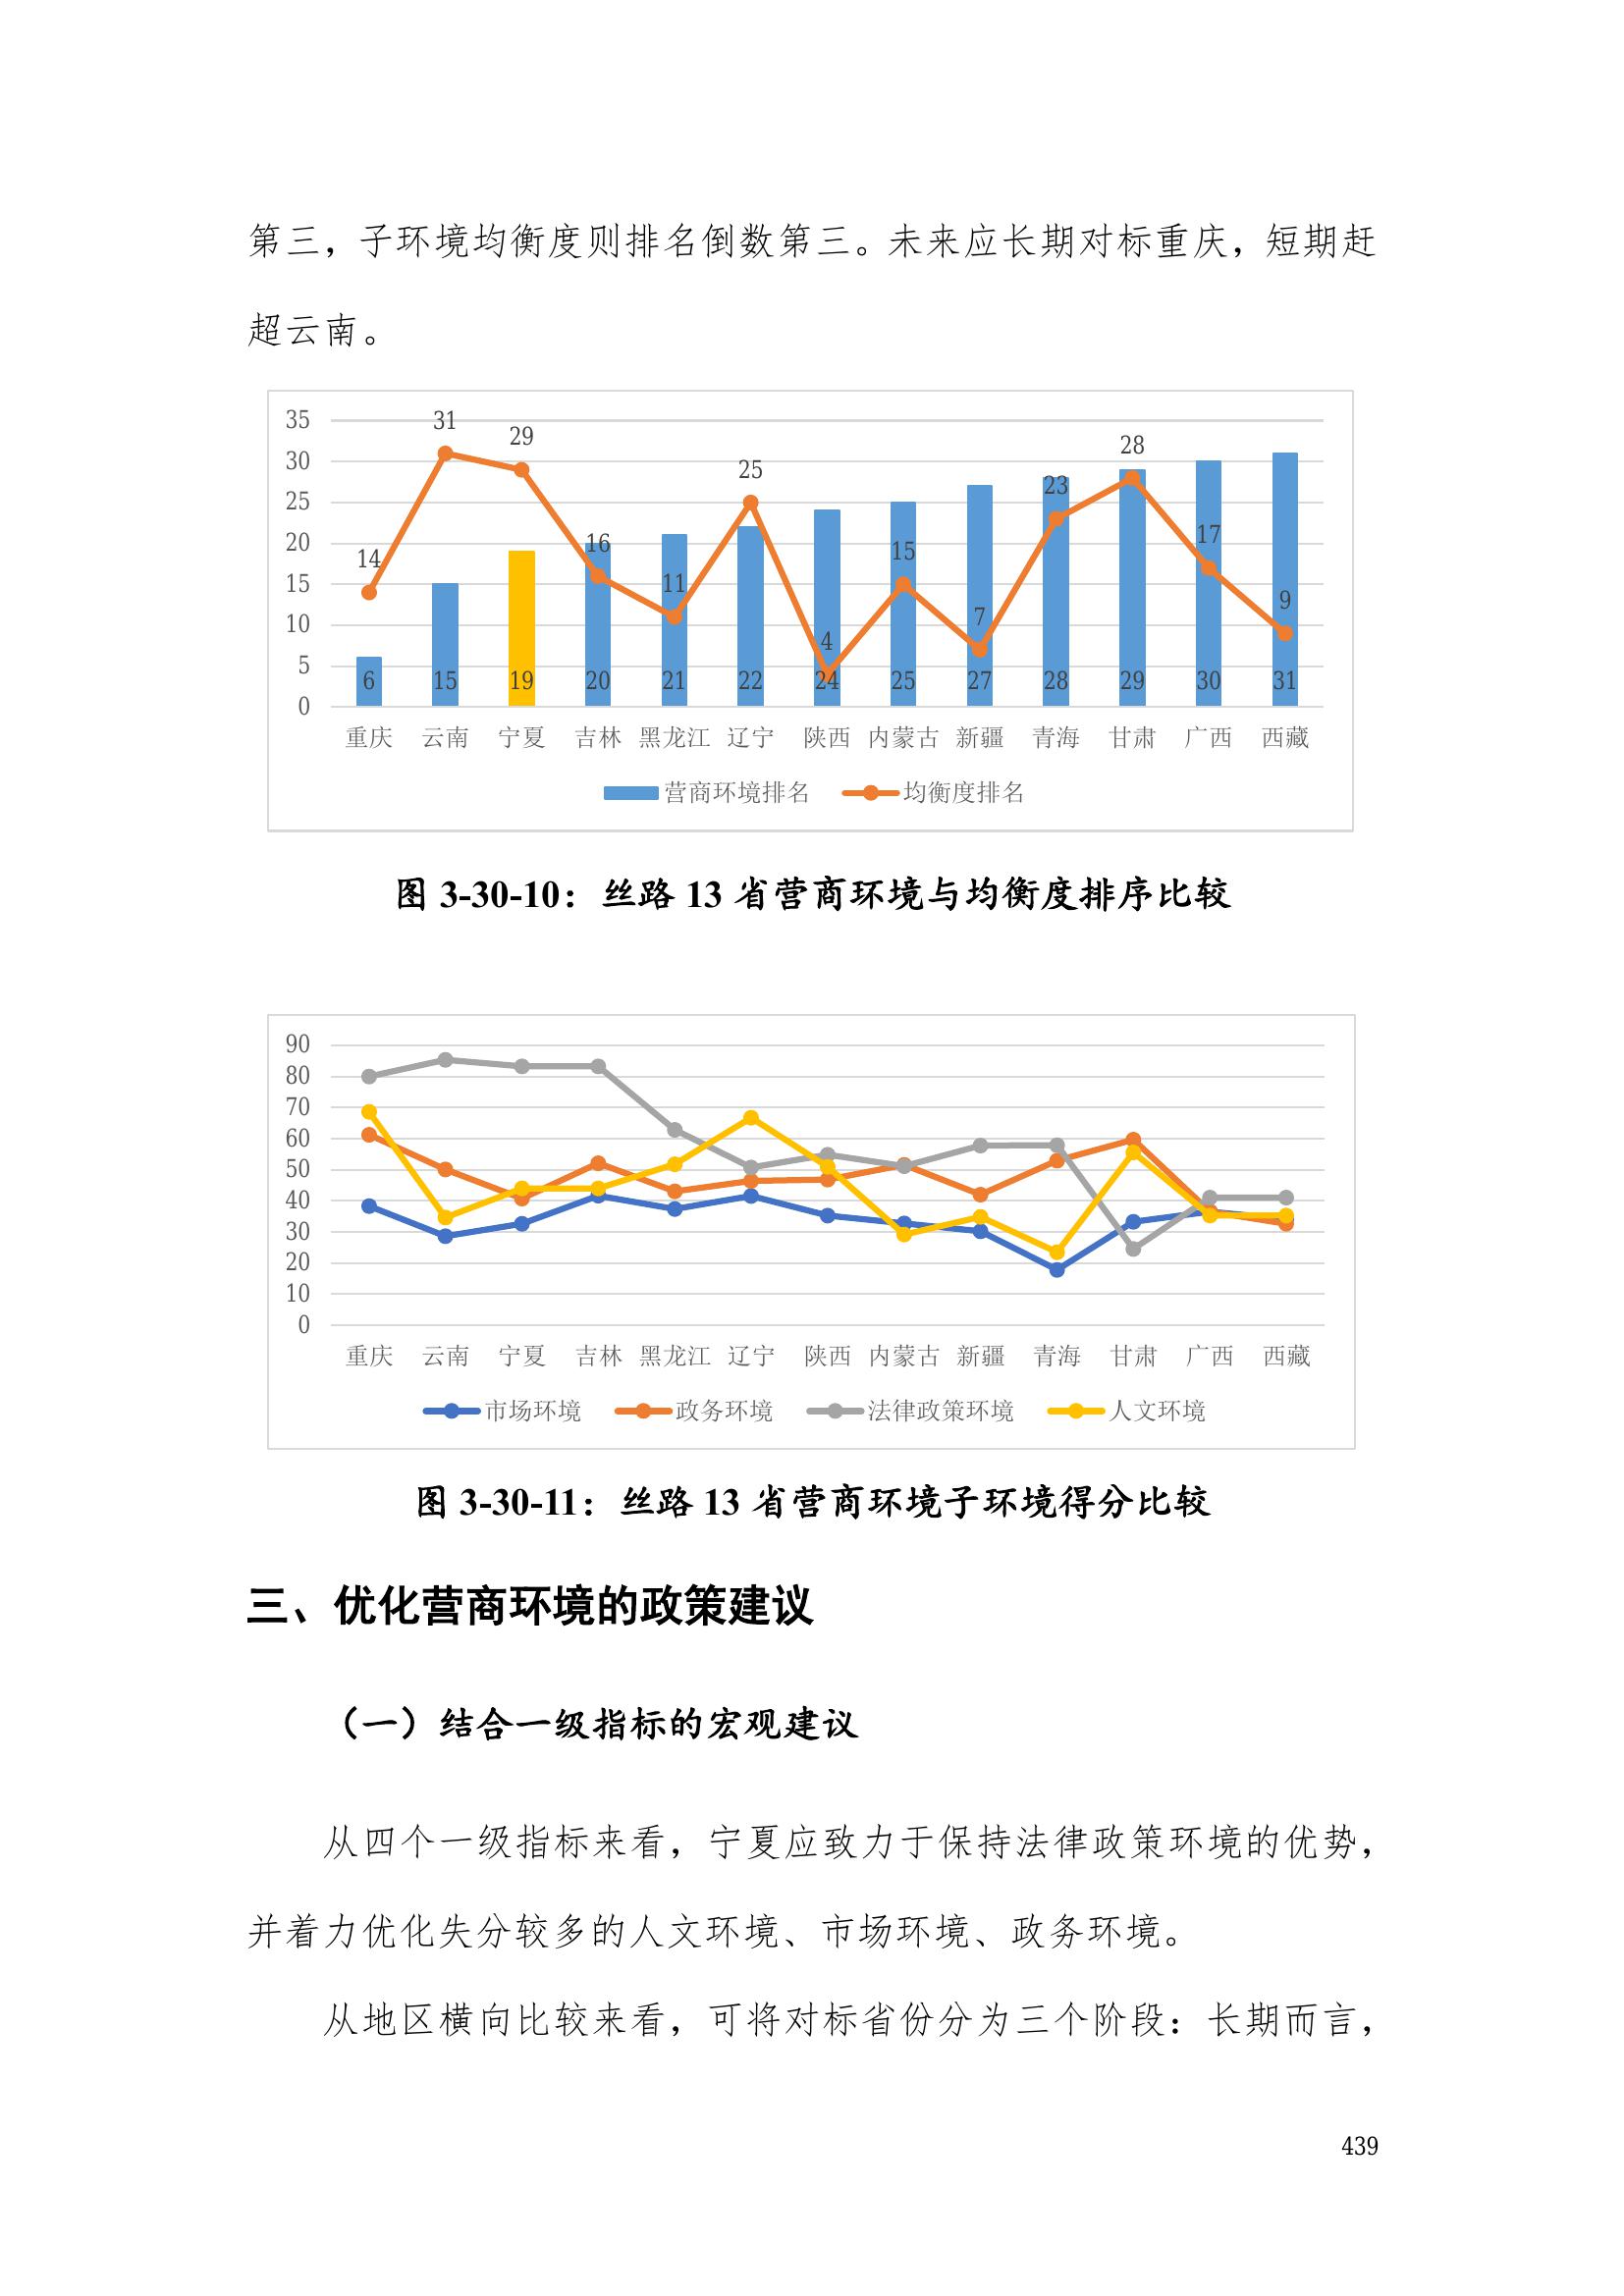 第三，子环境均衡度则排名倒数第三。未来应长期对标重庆，短期赶
超云南。
35
30
25
20
15
10
5
0
14 31 29 16 11 25 4 15 7 23 28 17 9
6 15 19 20 21 22 24 25 27 28 29 30 31
重庆 云南 宁夏 吉林 黑龙江 辽宁 陕西 内蒙古 新疆 青海 甘肃 广西 西藏
营商环境排名 均衡度排名
图 3-30-10：丝路 13 省营商环境与均衡度排序比较
90
80
70
60
50
40
30
20
10
0
重庆 云南 宁夏 吉林 黑龙江 辽宁 陕西 内蒙古 新疆 青海 甘肃 广西 西藏
市场环境 政务环境 法律政策环境 人文环境
图 3-30-11：丝路 13 省营商环境子环境得分比较
三、优化营商环境的政策建议
（一）结合一级指标的宏观建议
从四个一级指标来看，宁夏应致力于保持法律政策环境的优势，
并着力优化失分较多的人文环境、市场环境、政务环境。
从地区横向比较来看，可将对标省份分为三个阶段：长期而言，
439